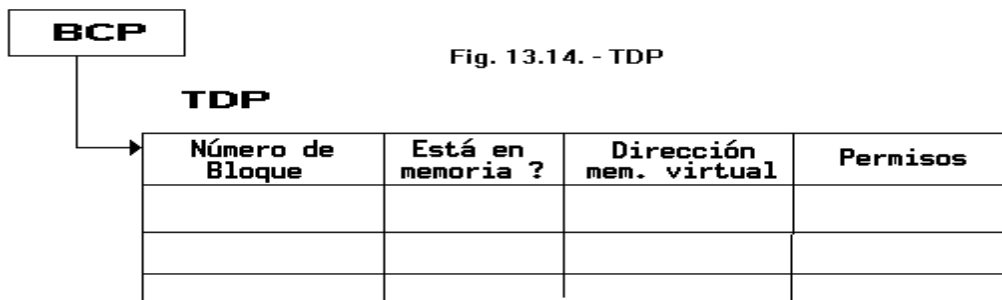 BCP
Fig. 13.14. - TDP
TDP
Número de
Bloque
Está en
memoria ?
Dirección
mem. virtual
Permisos